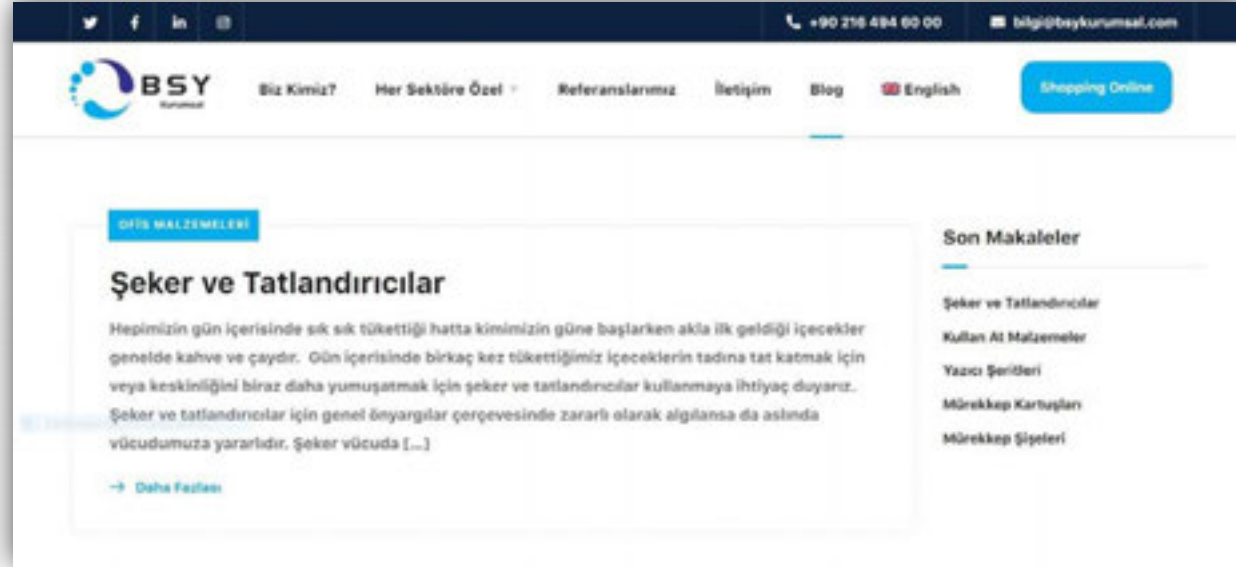 +90 216 494 60 00
bilgi@bsykurumsal.com
BSY
Kurumsal
Biz Kimiz?
Her Sektöre Özel
Referanslarımız
İletişim
Blog
English
Shopping Online
OFİS MALZEMELERİ
Şeker ve Tatlandırıcılar
Hepimizin gün içerisinde sık sık tükettiği hatta kimimizin güne başlarken akla ilk geldiği içecekler
genelde kahve ve çaydır. Gün içerisinde birkaç kez tükettiğimiz içeceklerin tadına tat katmak için
veya keskinliğini biraz daha yumuşatmak için şeker ve tatlandırıcılar kullanmaya ihtiyaç duyarız.
Şeker ve tatlandırıcılar için genel önyargılar çerçevesinde zararlı olarak algılansa da aslında
vücudumuza yararlıdır. Şeker vücuda [...]
Daha Fazlası
Son Makaleler
Şeker ve Tatlandırıcılar
Kullan At Malzemeler
Yazıcı Şeritleri
Mürekkep Kartuşları
Mürekkep Şişeleri